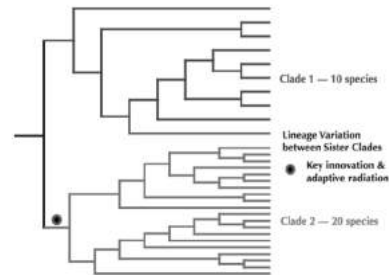 Clade 1 — 10 species
Lineage Variation
between Sister Clades
Key innovation &
adaptive radiation
Clade 2 — 20 species